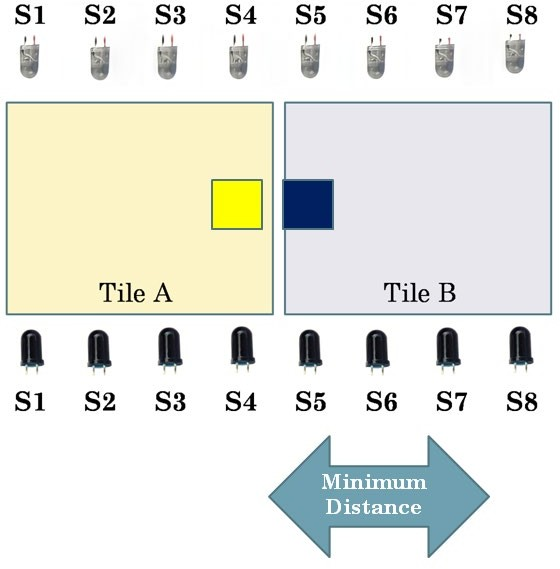 S1 S2 S3 S4 S5 S6 S7 S8
Tile A Tile B
S1 S2 S3 S4 S5 S6 S7 S8
Minimum
Distance